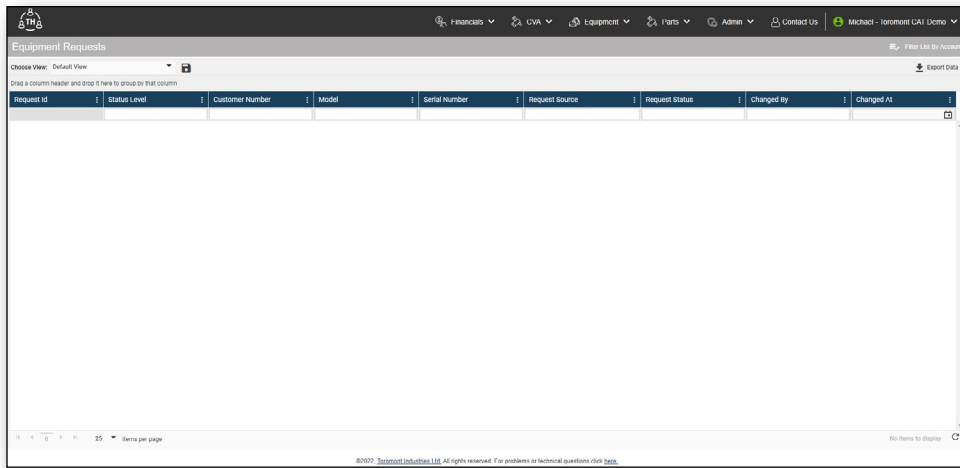 TH
Financials CVA Equipment Parts Admin Contact Us Michael - Toromont CAT Demo
Equipment Requests Filter List By Account
Choose View: Default View Export Data
Drag a column header and drop it here to group by that column
Request Id Status Level Customer Number Model Serial Number Request Source Request Status Changed By Changed At
0 25 items per page No items to display
©2022, Toromont Industries Ltd. All rights reserved. For problems or technical questions click here.